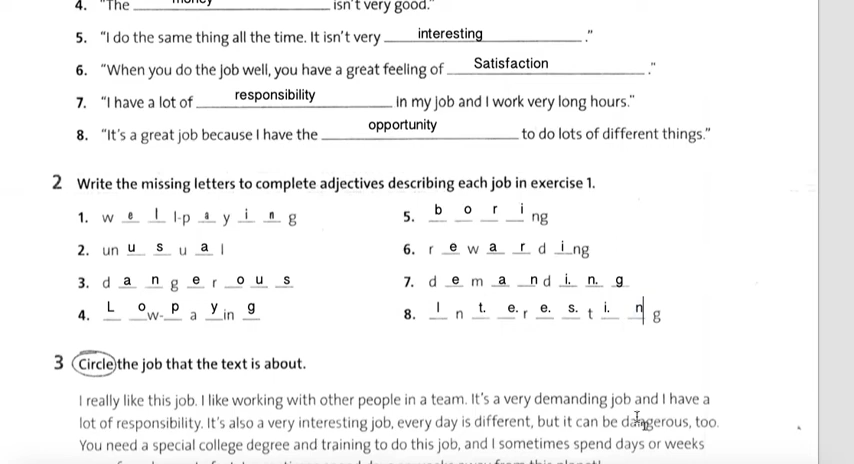 4. "The money isn't very good."
5. "I do the same thing all the time. It isn't very interesting ."
6. "When you do the job well, you have a great feeling of Satisfaction ."
7. "I have a lot of responsibility in my job and I work very long hours."
8. "It's a great job because I have the opportunity to do lots of different things."
2 Write the missing letters to complete adjectives describing each job in exercise 1.
1. w e l l-p a y i n g
5. b o r i ng
2. un u s u a l
6. r e w a r d i ng
3. d a n g e r o u s
7. d e m a n d i. n. g
4. L o w- P a y in g
8. I n t. e. r e. s. t i. n g
3 Circle the job that the text is about.
I really like this job. I like working with other people in a team. It's a very demanding job and I have a
lot of responsibility. It's also a very interesting job, every day is different, but it can be dangerous, too.
You need a special college degree and training to do this job, and I sometimes spend days or weeks